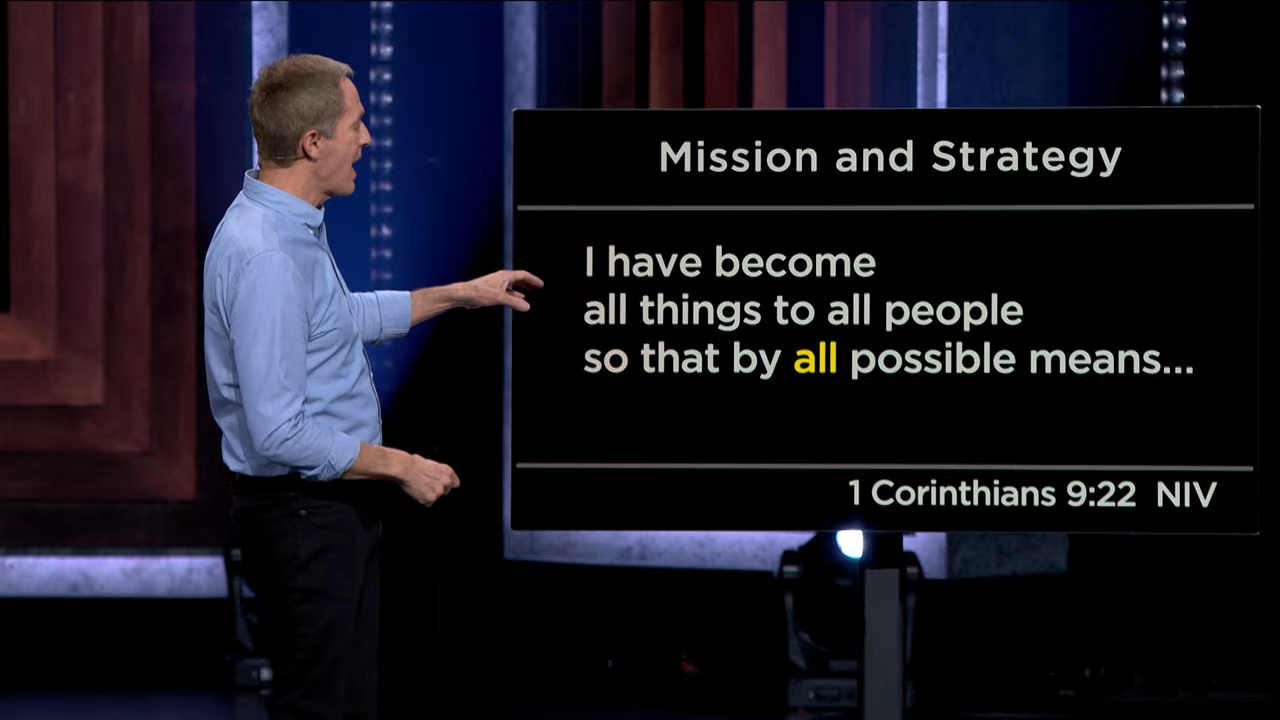 Mission and Strategy
I have become
all things to all people
so that by all possible means...
1 Corinthians 9:22 NIV